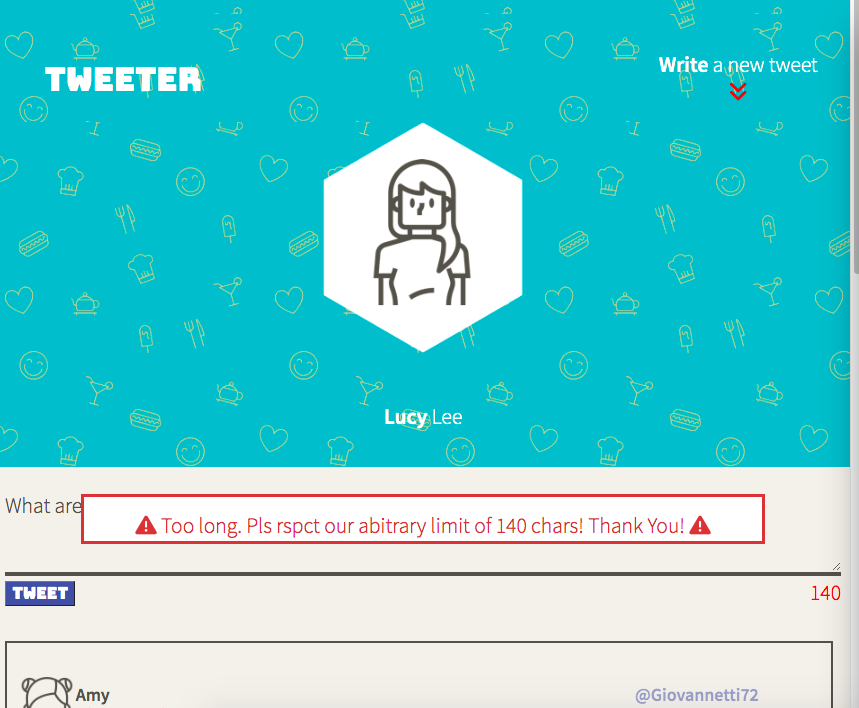 TWEETER
Write a new tweet
Lucy Lee
What are
Too long. Pls rspct our abitrary limit of 140 chars! Thank You!
TWEET
140
Amy
@Giovannetti72